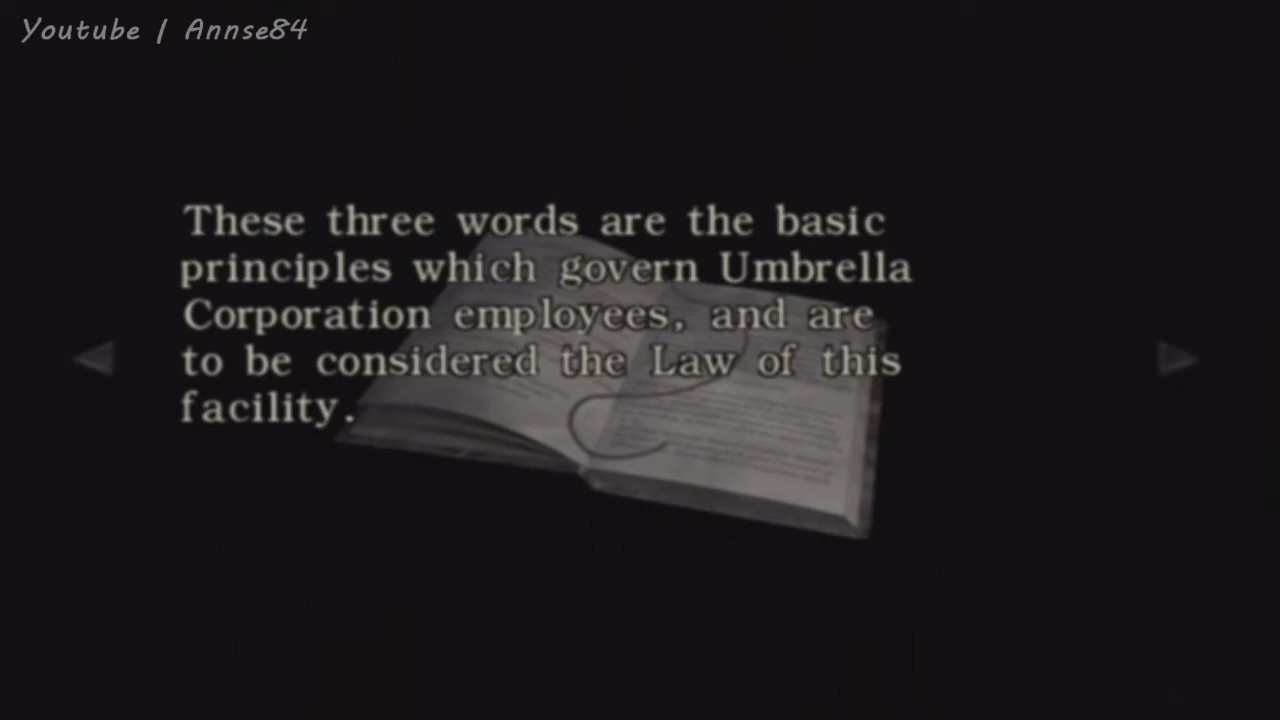 Youtube | Annse84
These three words are the basic
principles which govern Umbrella
Corporation employees, and are
to be considered the Law of this
facility.